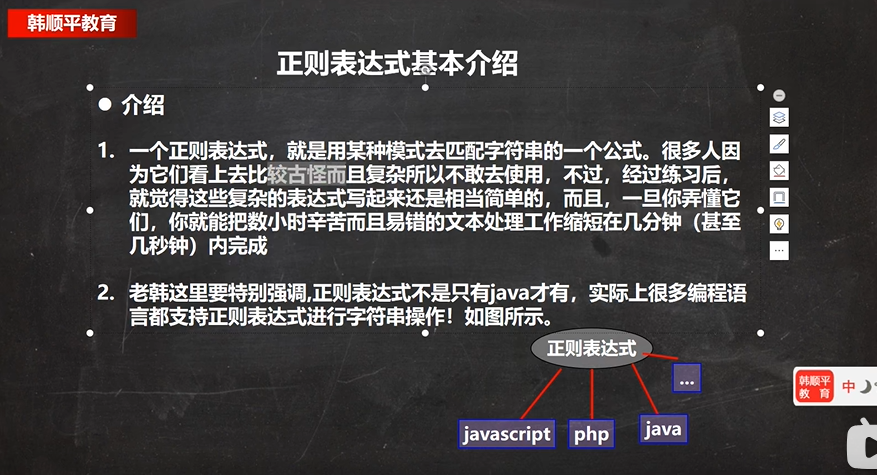 韩顺平教育
正则表达式基本介绍
● 介绍
1. 一个正则表达式，就是用某种模式去匹配字符串的一个公式。很多人因
为它们看上去比较古怪而且复杂所以不敢去使用，不过，经过练习后，
就觉得这些复杂的表达式写起来还是相当简单的，而且，一旦你弄懂它
们，你就能把数小时辛苦而且易错的文本处理工作缩短在几分钟（甚至
几秒钟）内完成
2. 老韩这里要特别强调,正则表达式不是只有java才有，实际上很多编程语
言都支持正则表达式进行字符串操作！如图所示。
正则表达式
...
javascript
php
java
韩顺平
教 育
中